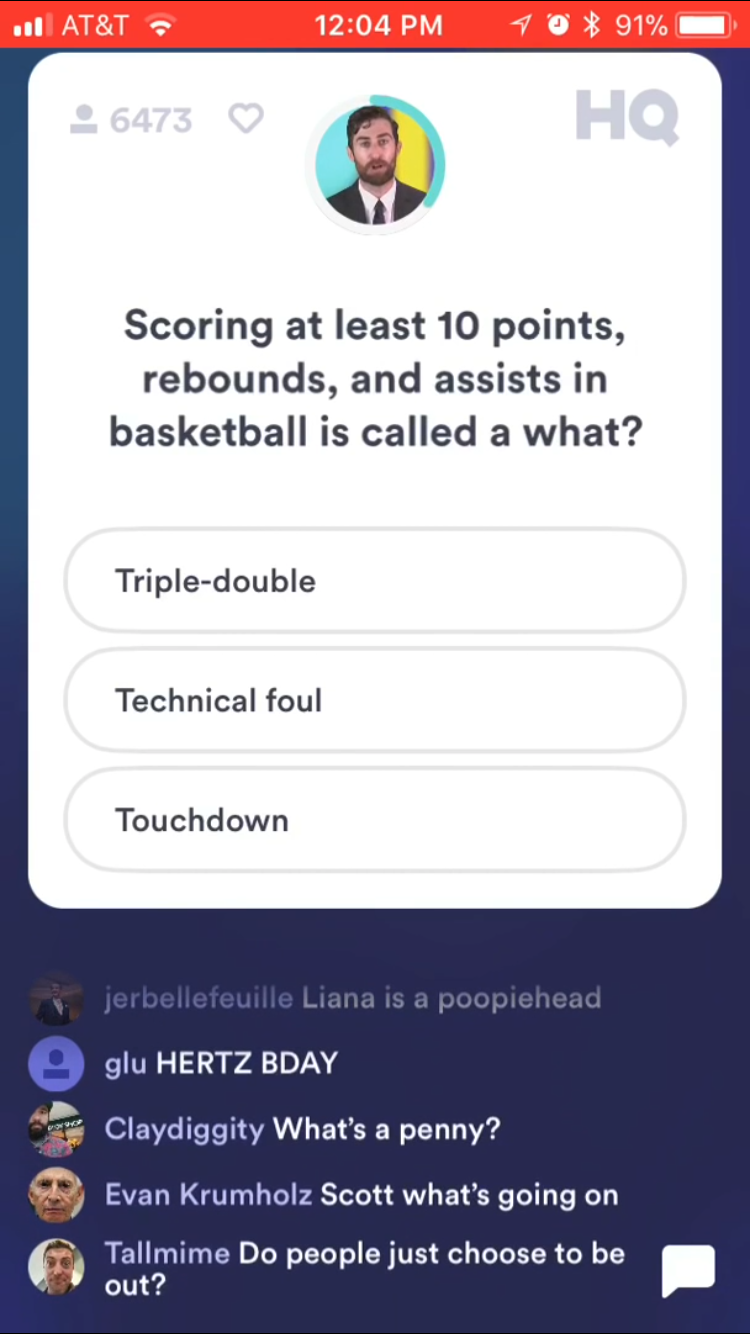 AT&T 12:04 PM 91%
6473 HQ
Scoring at least 10 points,
rebounds, and assists in
basketball is called a what?
Triple-double
Technical foul
Touchdown
jerbellefeuille Liana is a poopiehead
glu HERTZ BDAY
Claydiggity What's a penny?
Evan Krumholz Scott what's going on
Tallmime Do people just choose to be
out?